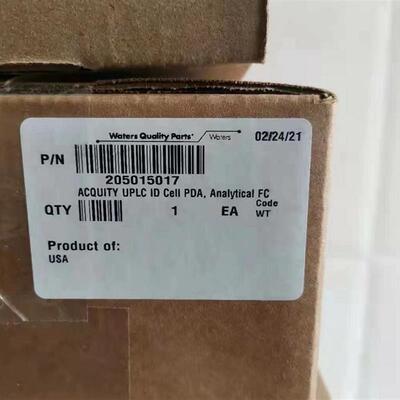 Waters Quality Parts Waters 02/24/21
P/N
205015017
ACQUITY UPLC ID Cell PDA, Analytical FC
QTY 1 EA Code
WT
Product of:
USA